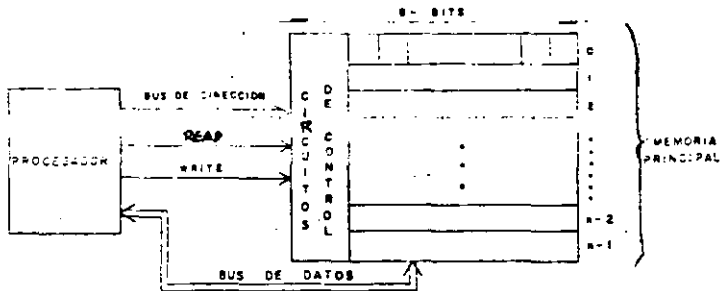 8- BITS
BUS DE DIRECCION
READ
WRITE
PROCESADOR
CIRCUITOS
DE CONTROL
0
1
2
n-2
n-1
MEMORIA
PRINCIPAL
BUS DE DATOS